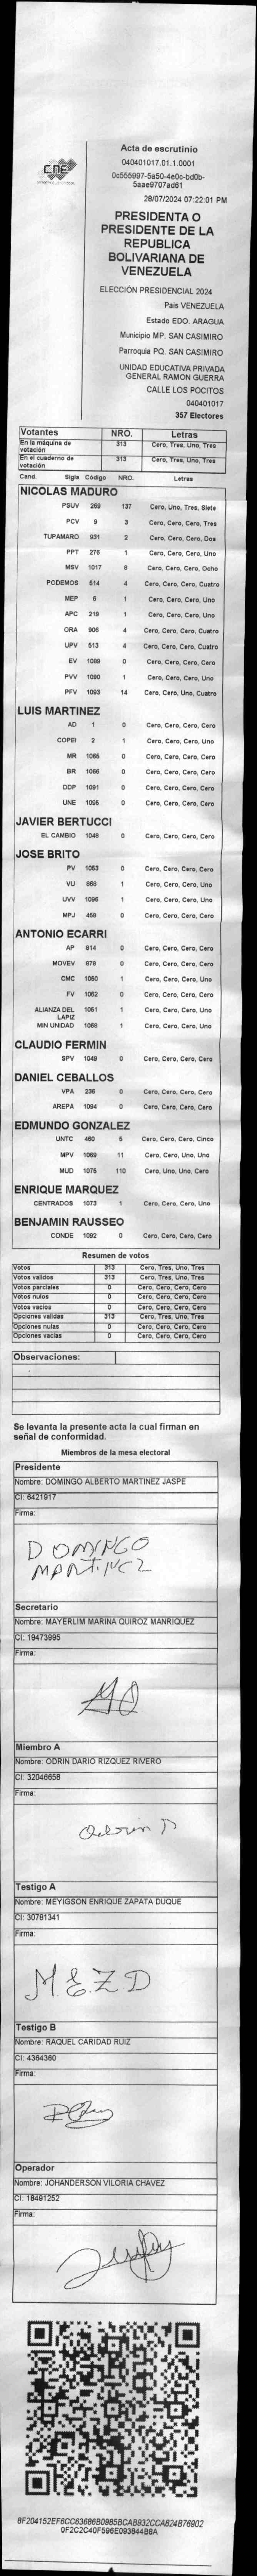 CNE
Acta de escrutinio
040401017.01.1.0001
0c555997-5a50-4e0c-bd0b-
5aae9707ad61
28/07/2024 07:22:01 PM
PRESIDENTA O
PRESIDENTE DE LA
REPUBLICA
BOLIVARIANA DE
VENEZUELA
ELECCIÓN PRESIDENCIAL 2024
País VENEZUELA
Estado EDO. ARAGUA
Municipio MP. SAN CASIMIRO
Parroquia PQ. SAN CASIMIRO
UNIDAD EDUCATIVA PRIVADA
GENERAL RAMON GUERRA
CALLE LOS POCITOS
040401017
357 Electores
Votantes NRO. Letras
En la máquina de votación 313 Cero, Tres, Uno, Tres
En el cuaderno de votación 313 Cero, Tres, Uno, Tres
Cand. Sigla Código NRO. Letras
NICOLAS MADURO
PSUV 269 137 Cero, Uno, Tres, Siete
PCV 9 3 Cero, Cero, Cero, Tres
TUPAMARO 931 2 Cero, Cero, Cero, Dos
PPT 276 1 Cero, Cero, Cero, Uno
MSV 1017 8 Cero, Cero, Cero, Ocho
PODEMOS 514 4 Cero, Cero, Cero, Cuatro
MEP 6 1 Cero, Cero, Cero, Uno
APC 219 1 Cero, Cero, Cero, Uno
ORA 906 4 Cero, Cero, Cero, Cuatro
UPV 513 4 Cero, Cero, Cero, Cuatro
EV 1089 0 Cero, Cero, Cero, Cero
PVV 1090 1 Cero, Cero, Cero, Uno
PFV 1093 14 Cero, Cero, Uno, Cuatro
LUIS MARTINEZ
AD 1 0 Cero, Cero, Cero, Cero
COPEI 2 1 Cero, Cero, Cero, Uno
MR 1065 0 Cero, Cero, Cero, Cero
BR 1066 0 Cero, Cero, Cero, Cero
DDP 1091 0 Cero, Cero, Cero, Cero
UNE 1095 0 Cero, Cero, Cero, Cero
JAVIER BERTUCCI
EL CAMBIO 1048 0 Cero, Cero, Cero, Cero
JOSE BRITO
PV 1053 0 Cero, Cero, Cero, Cero
VU 868 1 Cero, Cero, Cero, Uno
UVV 1096 1 Cero, Cero, Cero, Uno
MPJ 458 0 Cero, Cero, Cero, Cero
ANTONIO ECARRI
AP 814 0 Cero, Cero, Cero, Cero
MOVEV 978 0 Cero, Cero, Cero, Cero
CMC 1050 1 Cero, Cero, Cero, Uno
FV 1062 0 Cero, Cero, Cero, Cero
ALIANZA DEL LAPIZ 1051 1 Cero, Cero, Cero, Uno
MIN UNIDAD 1068 1 Cero, Cero, Cero, Uno
CLAUDIO FERMIN
SPV 1049 0 Cero, Cero, Cero, Cero
DANIEL CEBALLOS
VPA 236 0 Cero, Cero, Cero, Cero
AREPA 1094 0 Cero, Cero, Cero, Cero
EDMUNDO GONZALEZ
UNTC 460 5 Cero, Cero, Cero, Cinco
MPV 1069 11 Cero, Cero, Uno, Uno
MUD 1075 110 Cero, Uno, Uno, Cero
ENRIQUE MARQUEZ
CENTRADOS 1073 1 Cero, Cero, Cero, Uno
BENJAMIN RAUSSEO
CONDE 1092 0 Cero, Cero, Cero, Cero
Resumen de votos
Votos 313 Cero, Tres, Uno, Tres
Votos validos 313 Cero, Tres, Uno, Tres
Votos parciales 0 Cero, Cero, Cero, Cero
Votos nulos 0 Cero, Cero, Cero, Cero
Votos vacios 0 Cero, Cero, Cero, Cero
Opciones validas 313 Cero, Tres, Uno, Tres
Opciones nulas 0 Cero, Cero, Cero, Cero
Opciones vacias 0 Cero, Cero, Cero, Cero
Observaciones:
Se levanta la presente acta la cual firman en
señal de conformidad.
Miembros de la mesa electoral
Presidente
Nombre: DOMINGO ALBERTO MARTINEZ JASPE
CI: 6421917
Firma:
DOMINGO
MARTINEZ
Secretario
Nombre: MAYERLIM MARINA QUIROZ MANRIQUEZ
CI: 19473995
Firma:
MQ
Miembro A
Nombre: ODRIN DARIO RIZQUEZ RIVERO
CI: 32046658
Firma:
Odrin D
Testigo A
Nombre: MEYIGSON ENRIQUE ZAPATA DUQUE
CI: 30781341
Firma:
M.E.Z.D
Testigo B
Nombre: RAQUEL CARIDAD RUIZ
CI: 4364360
Firma:
Operador
Nombre: JOHANDERSON VILORIA CHAVEZ
CI: 18491252
Firma:
6F204152EF6CC63686B0985BCAB932CCA824B76902
0F2C2C40F596E093844B8A